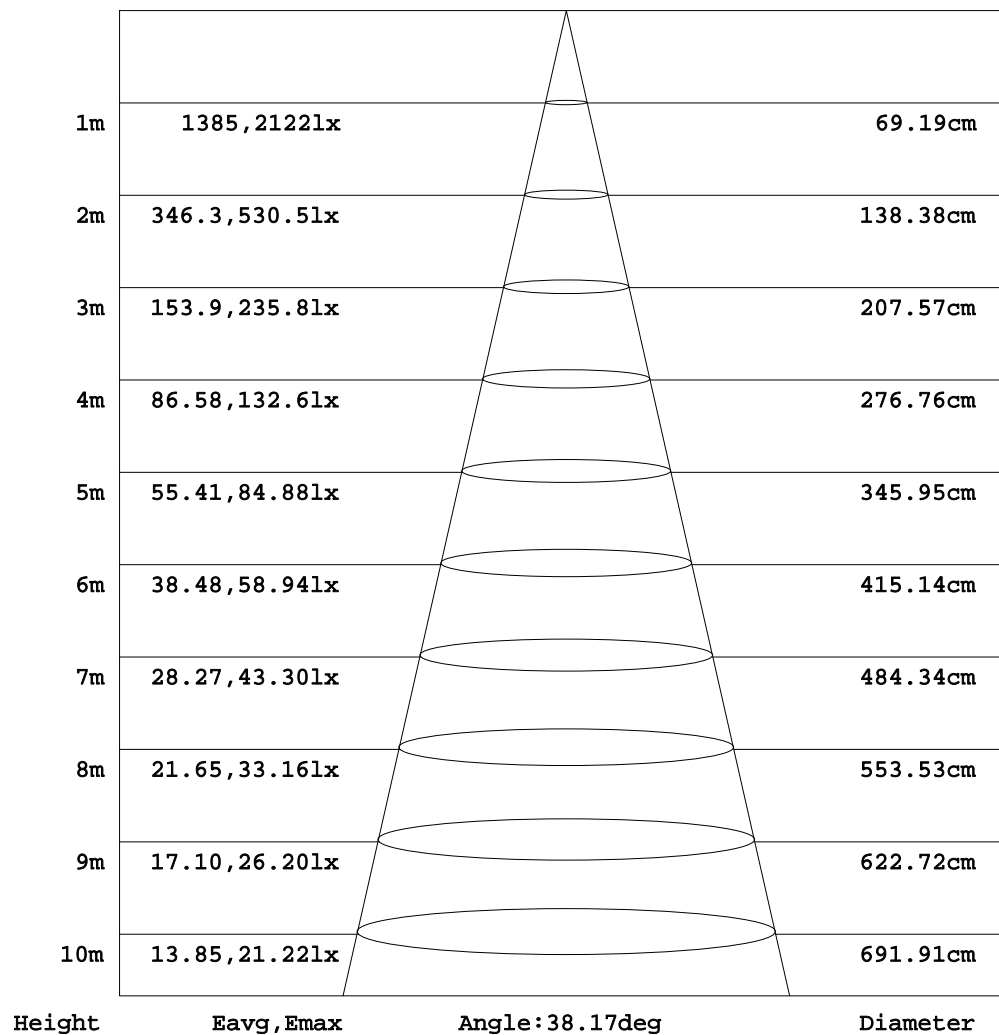 1m 1385,2122lx 69.19cm
2m 346.3,530.5lx 138.38cm
3m 153.9,235.8lx 207.57cm
4m 86.58,132.6lx 276.76cm
5m 55.41,84.88lx 345.95cm
6m 38.48,58.94lx 415.14cm
7m 28.27,43.30lx 484.34cm
8m 21.65,33.16lx 553.53cm
9m 17.10,26.20lx 622.72cm
10m 13.85,21.22lx 691.91cm
Height Eavg,Emax Angle:38.17deg Diameter